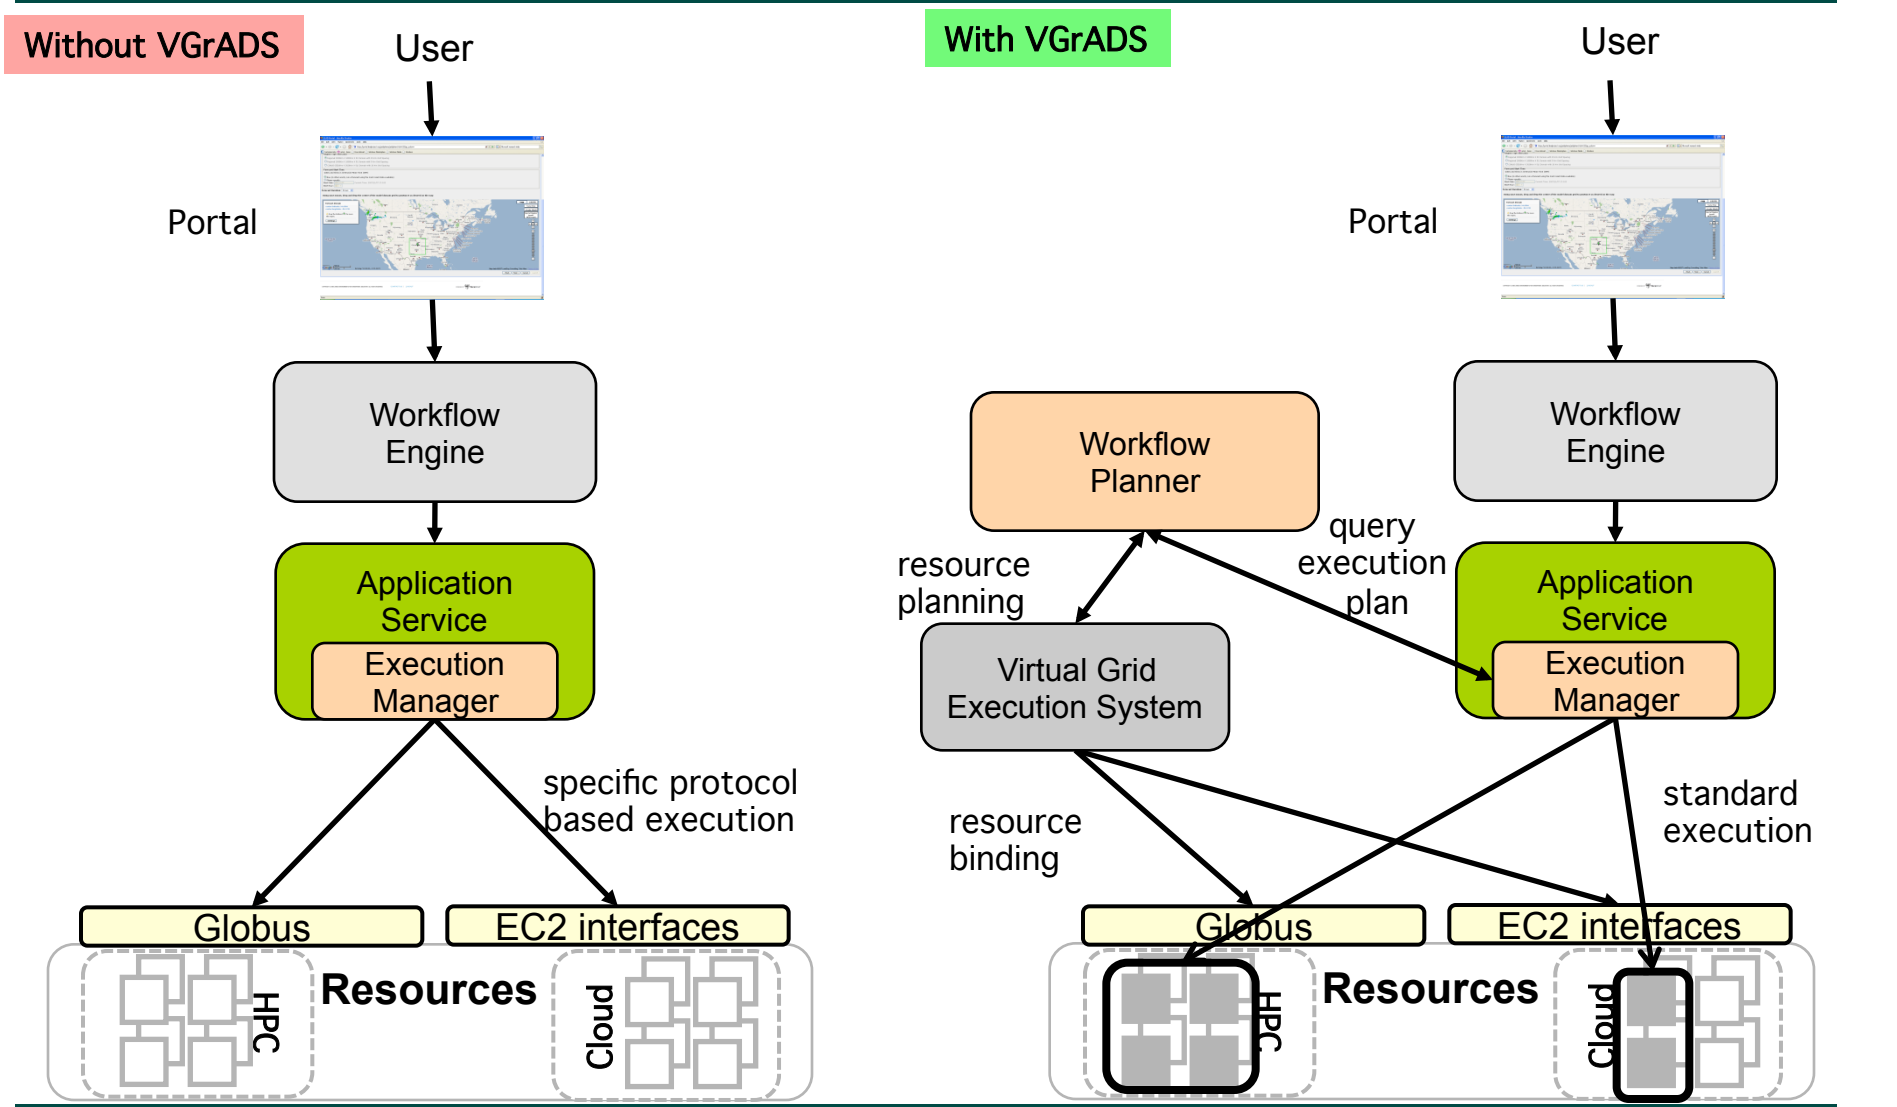 Without VGrADS
User
Portal
Workflow
Engine
Application
Service
Execution
Manager
specific protocol
based execution
Globus
EC2 interfaces
HPC
Resources
Cloud
With VGrADS
User
Portal
Workflow
Engine
Workflow
Planner
query
execution
plan
resource
planning
Application
Service
Execution
Manager
Virtual Grid
Execution System
standard
execution
resource
binding
Globus
EC2 interfaces
HPC
Resources
Cloud